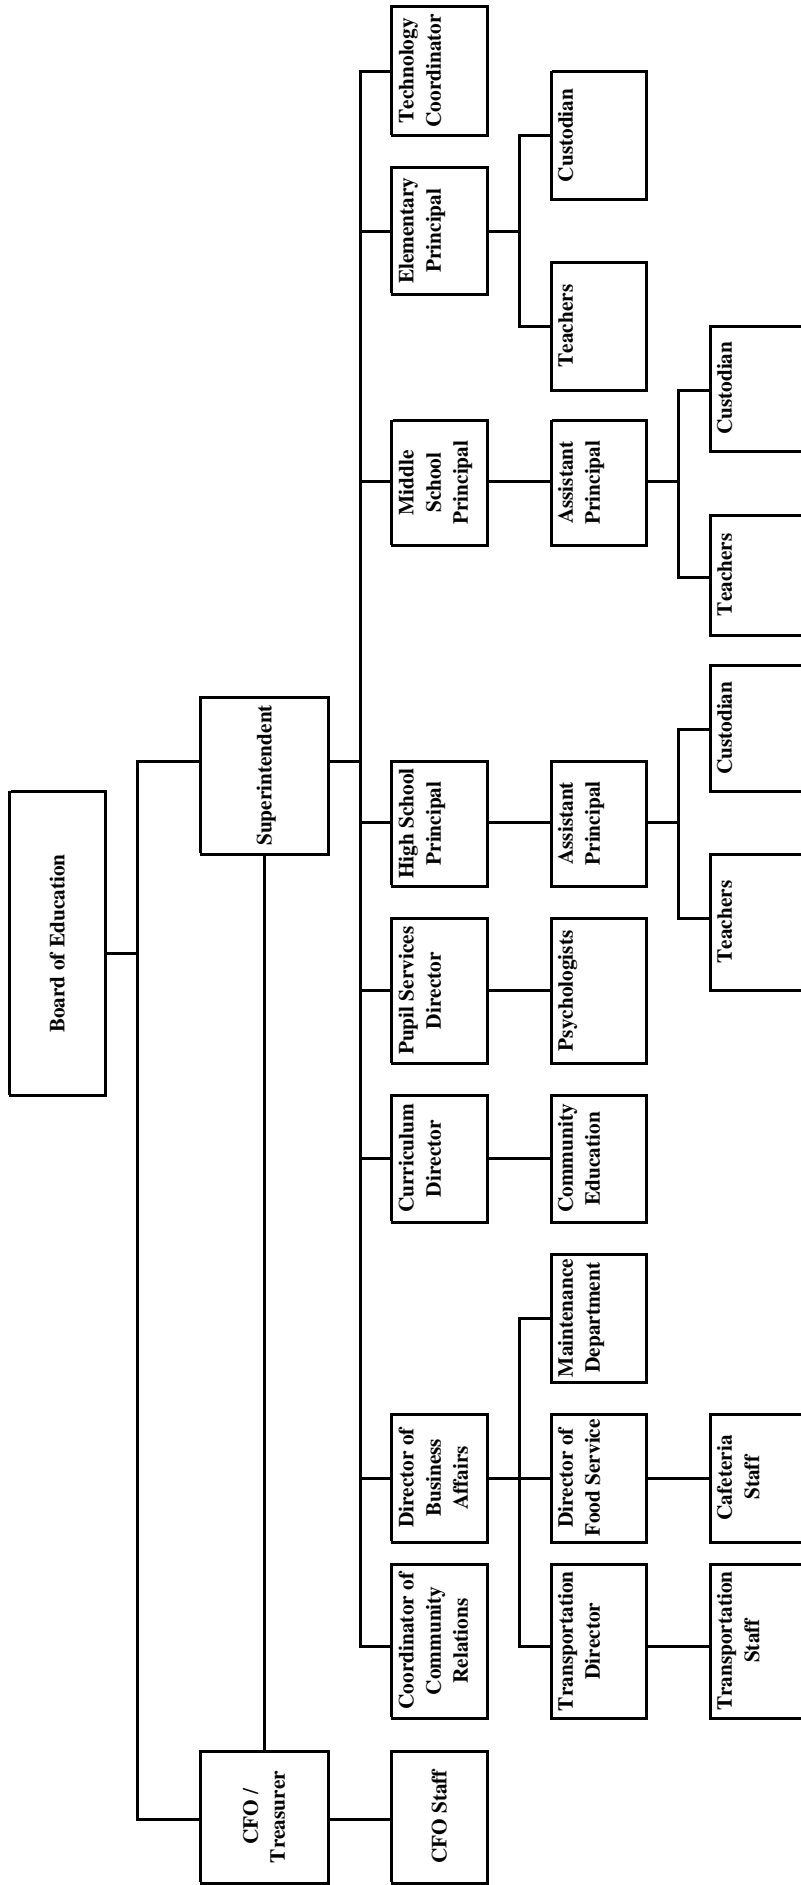 Board of Education
CFO /
Treasurer
Superintendent
CFO Staff
Coordinator of
Community
Relations
Director of
Business
Affairs
Curriculum
Director
Pupil Services
Director
High School
Principal
Middle
School
Principal
Elementary
Principal
Technology
Coordinator
Transportation
Director
Director of
Food Service
Maintenance
Department
Community
Education
Psychologists
Assistant
Principal
Assistant
Principal
Teachers
Custodian
Transportation
Staff
Cafeteria
Staff
Teachers
Custodian
Teachers
Custodian